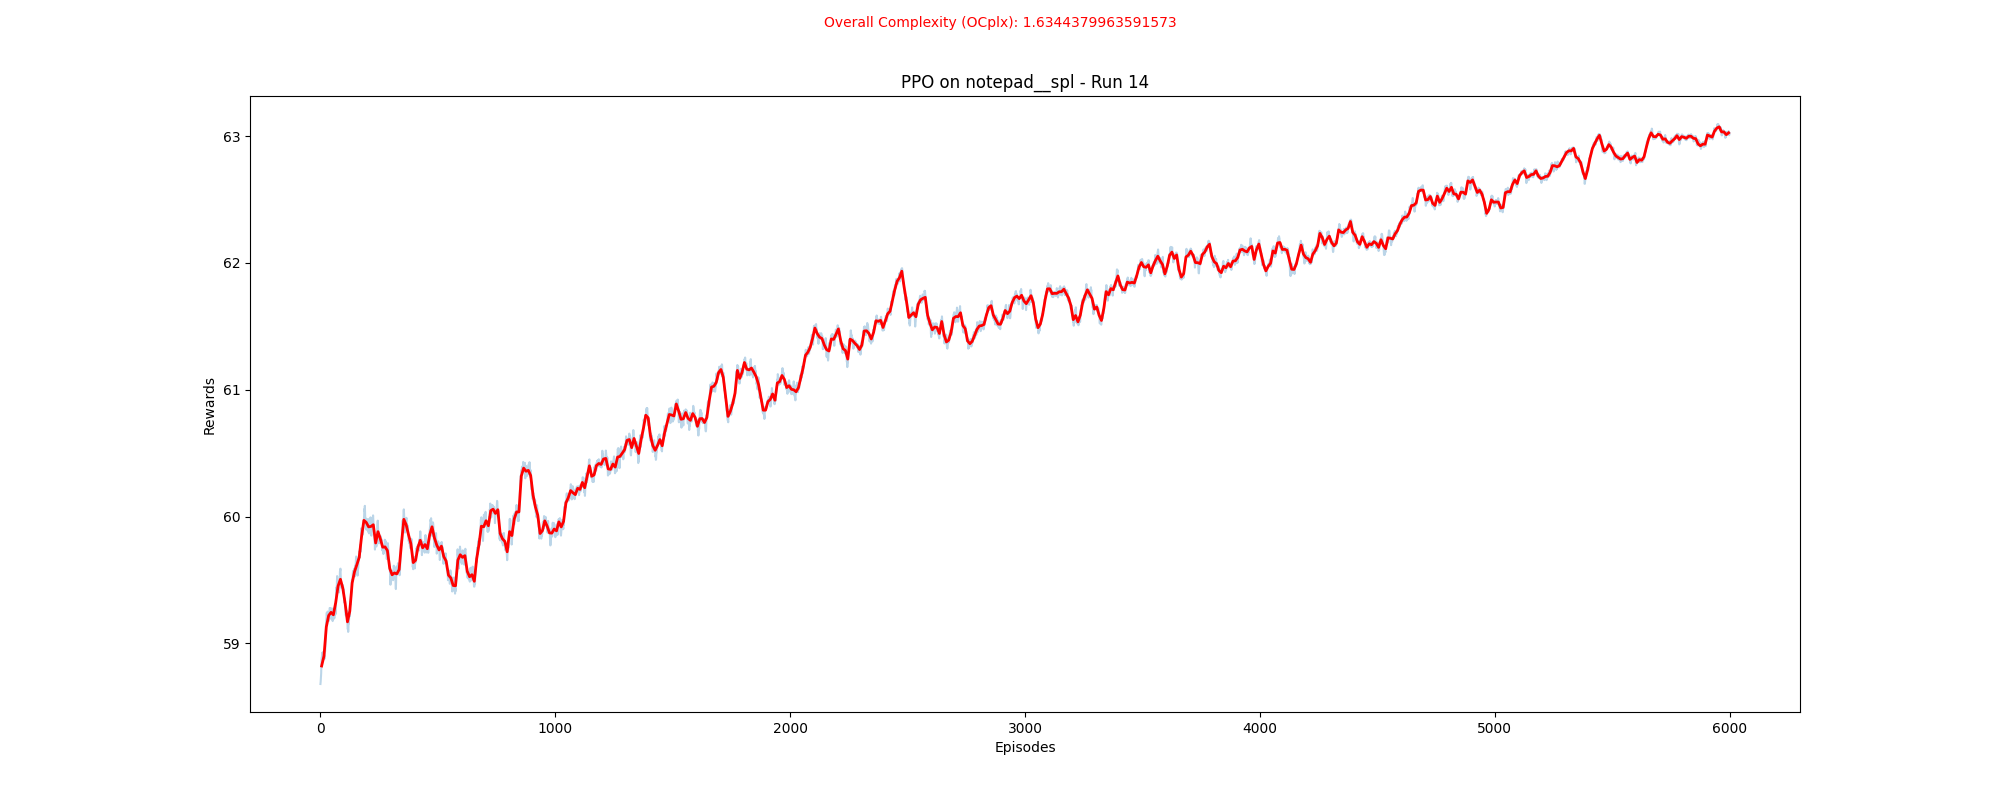 Overall Complexity (OCplx): 1.6344379963591573
PPO on notepad__spl - Run 14
63
62
61
60
59
Rewards
0 1000 2000 3000 4000 5000 6000
Episodes